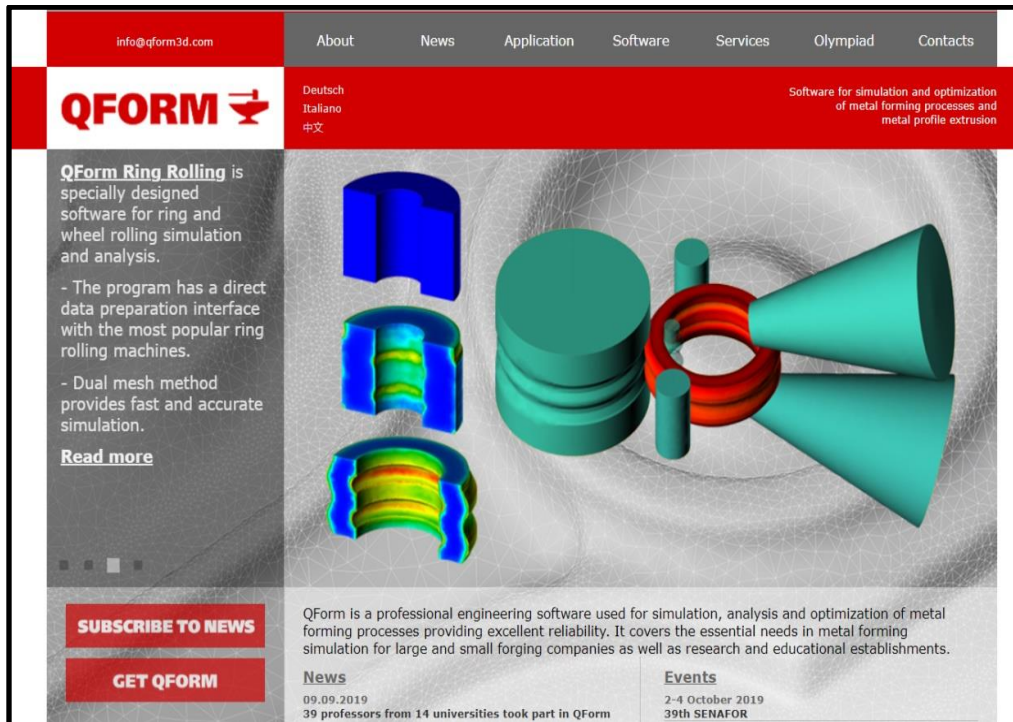 info@qform3d.com
About News Application Software Services Olympiad Contacts
QFORM
Deutsch
Italiano
中文
Software for simulation and optimization
of metal forming processes and
metal profile extrusion
QForm Ring Rolling is
specially designed
software for ring and
wheel rolling simulation
and analysis.
- The program has a direct
data preparation interface
with the most popular ring
rolling machines.
- Dual mesh method
provides fast and accurate
simulation.
Read more
SUBSCRIBE TO NEWS
GET QFORM
QForm is a professional engineering software used for simulation, analysis and optimization of metal
forming processes providing excellent reliability. It covers the essential needs in metal forming
simulation for large and small forging companies as well as research and educational establishments.
News
09.09.2019
39 professors from 14 universities took part in QForm
Events
2-4 October 2019
39th SENAFOR